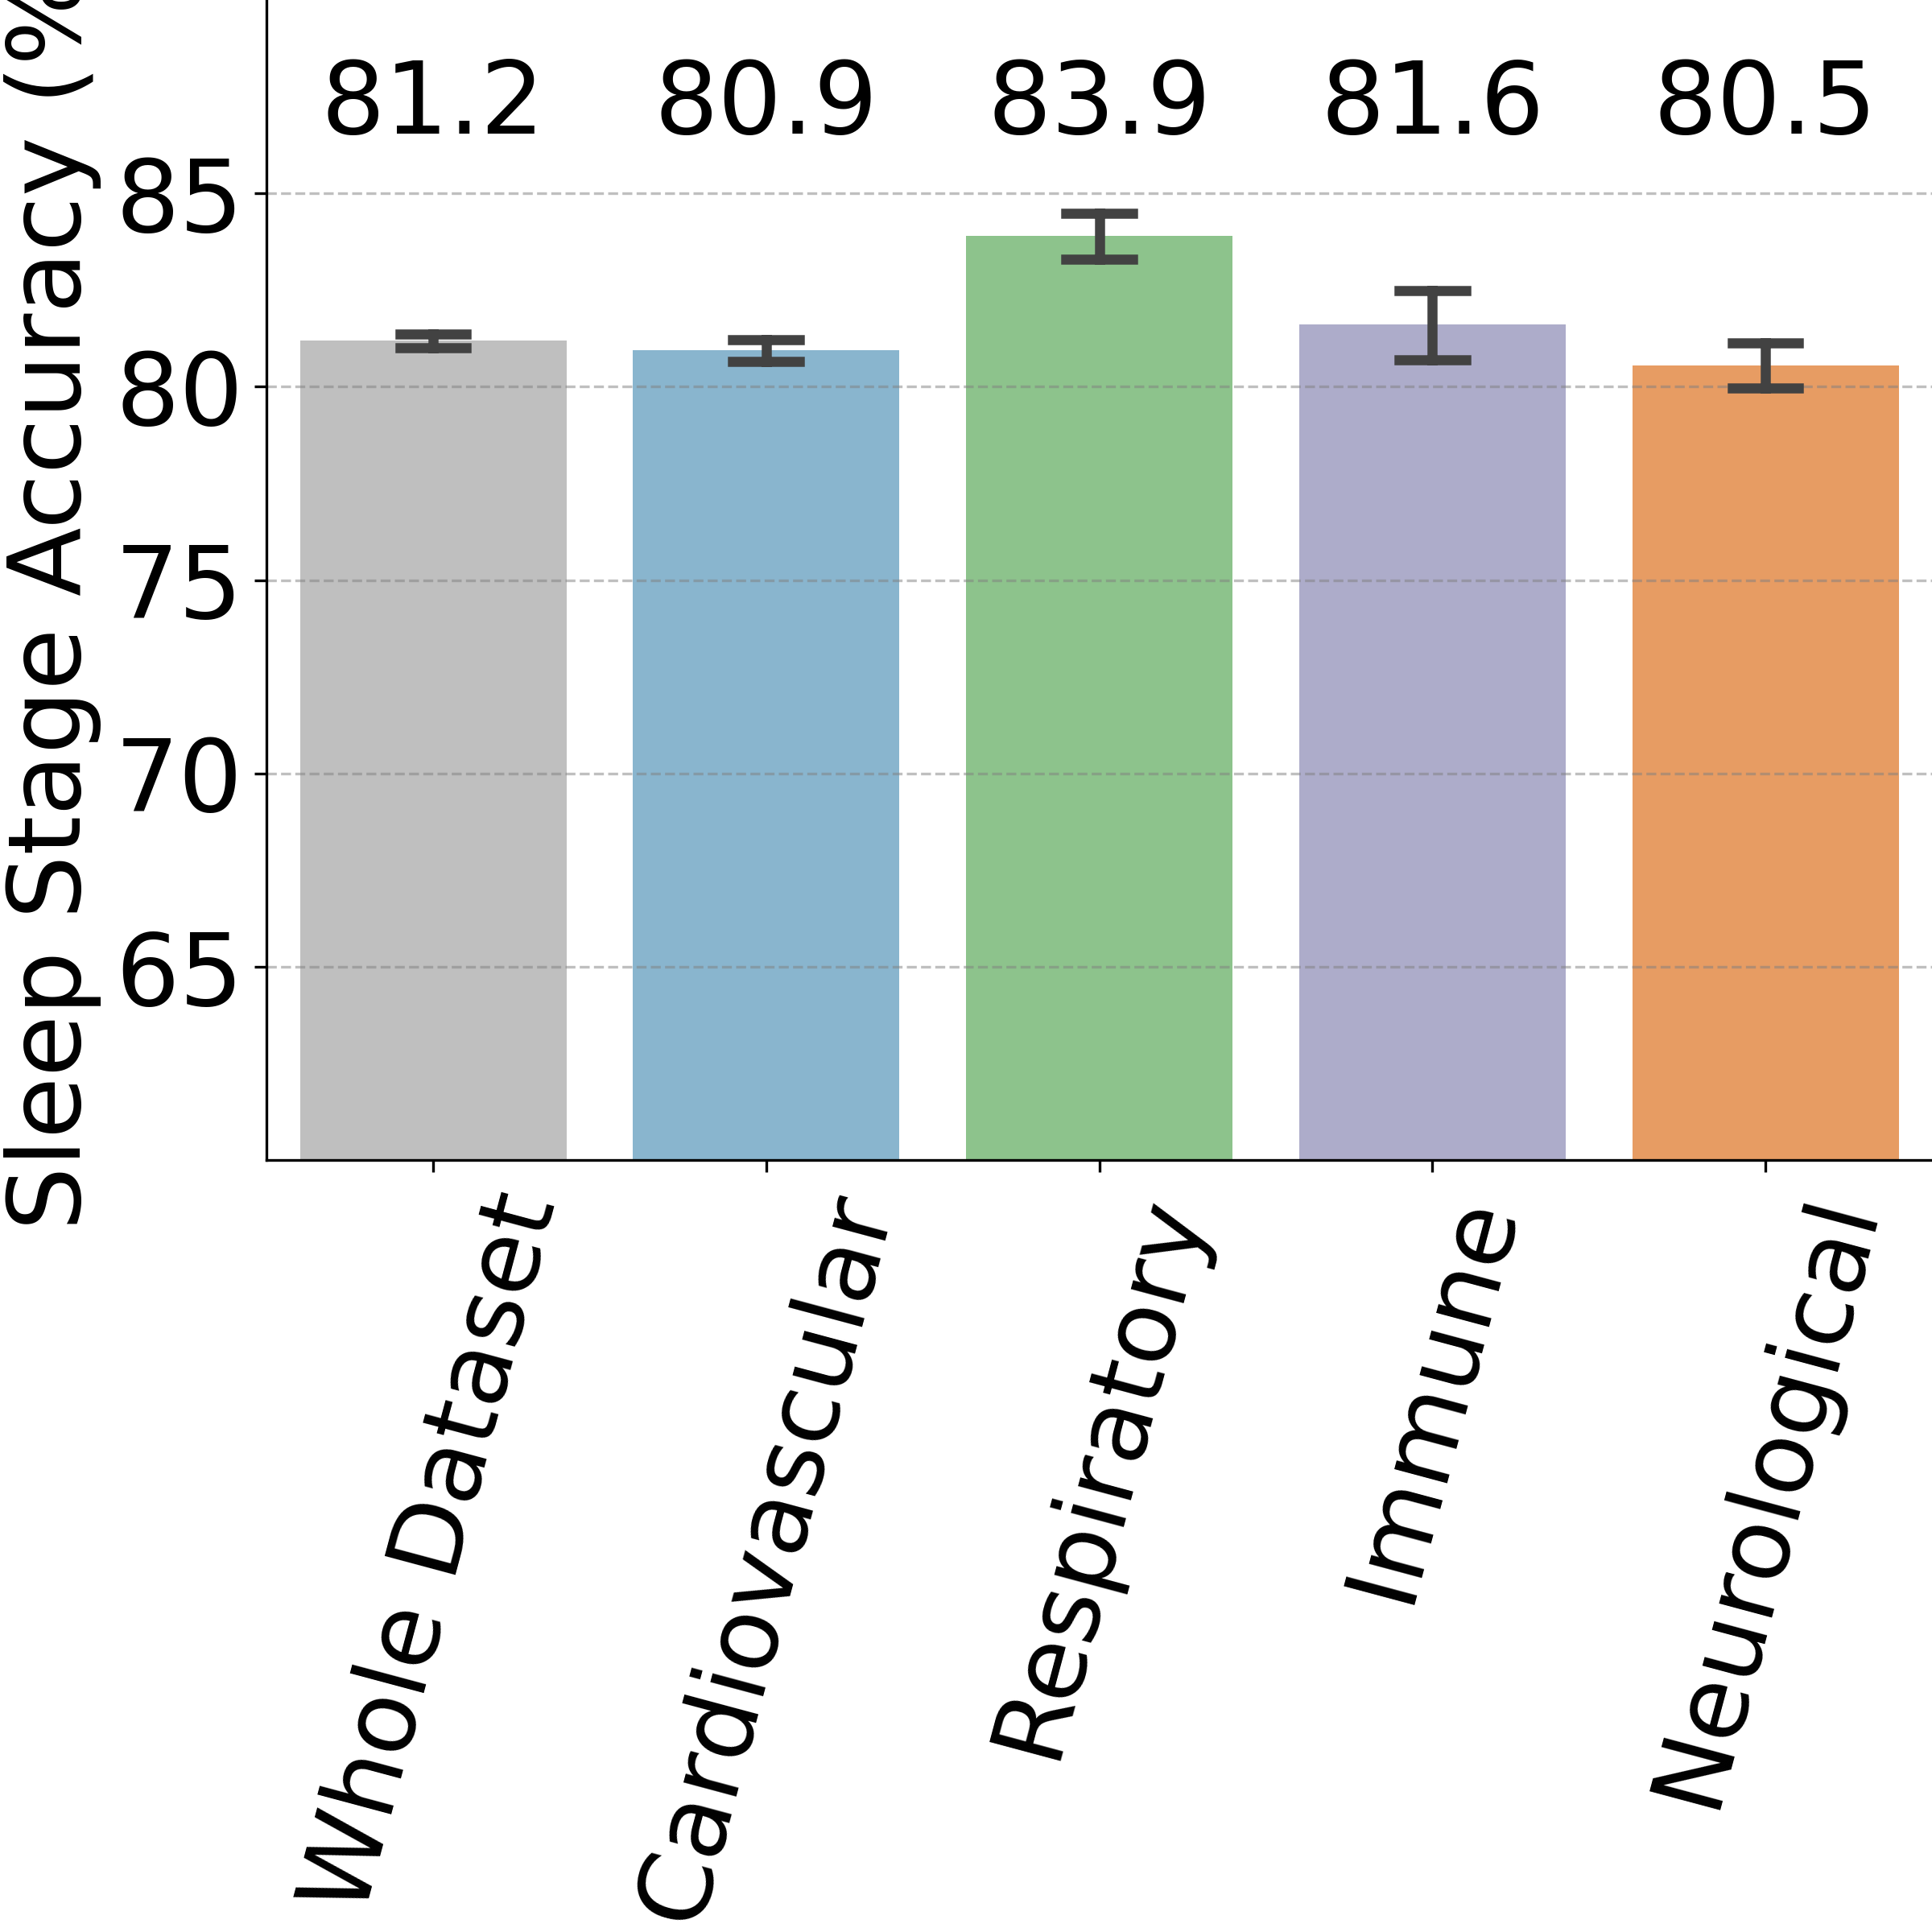 Sleep Stage Accuracy (%
81.2 80.9 83.9 81.6 80.5
85
80
75
70
65
Whole Dataset
Cardiovascular
Respiratory
Immune
Neurological